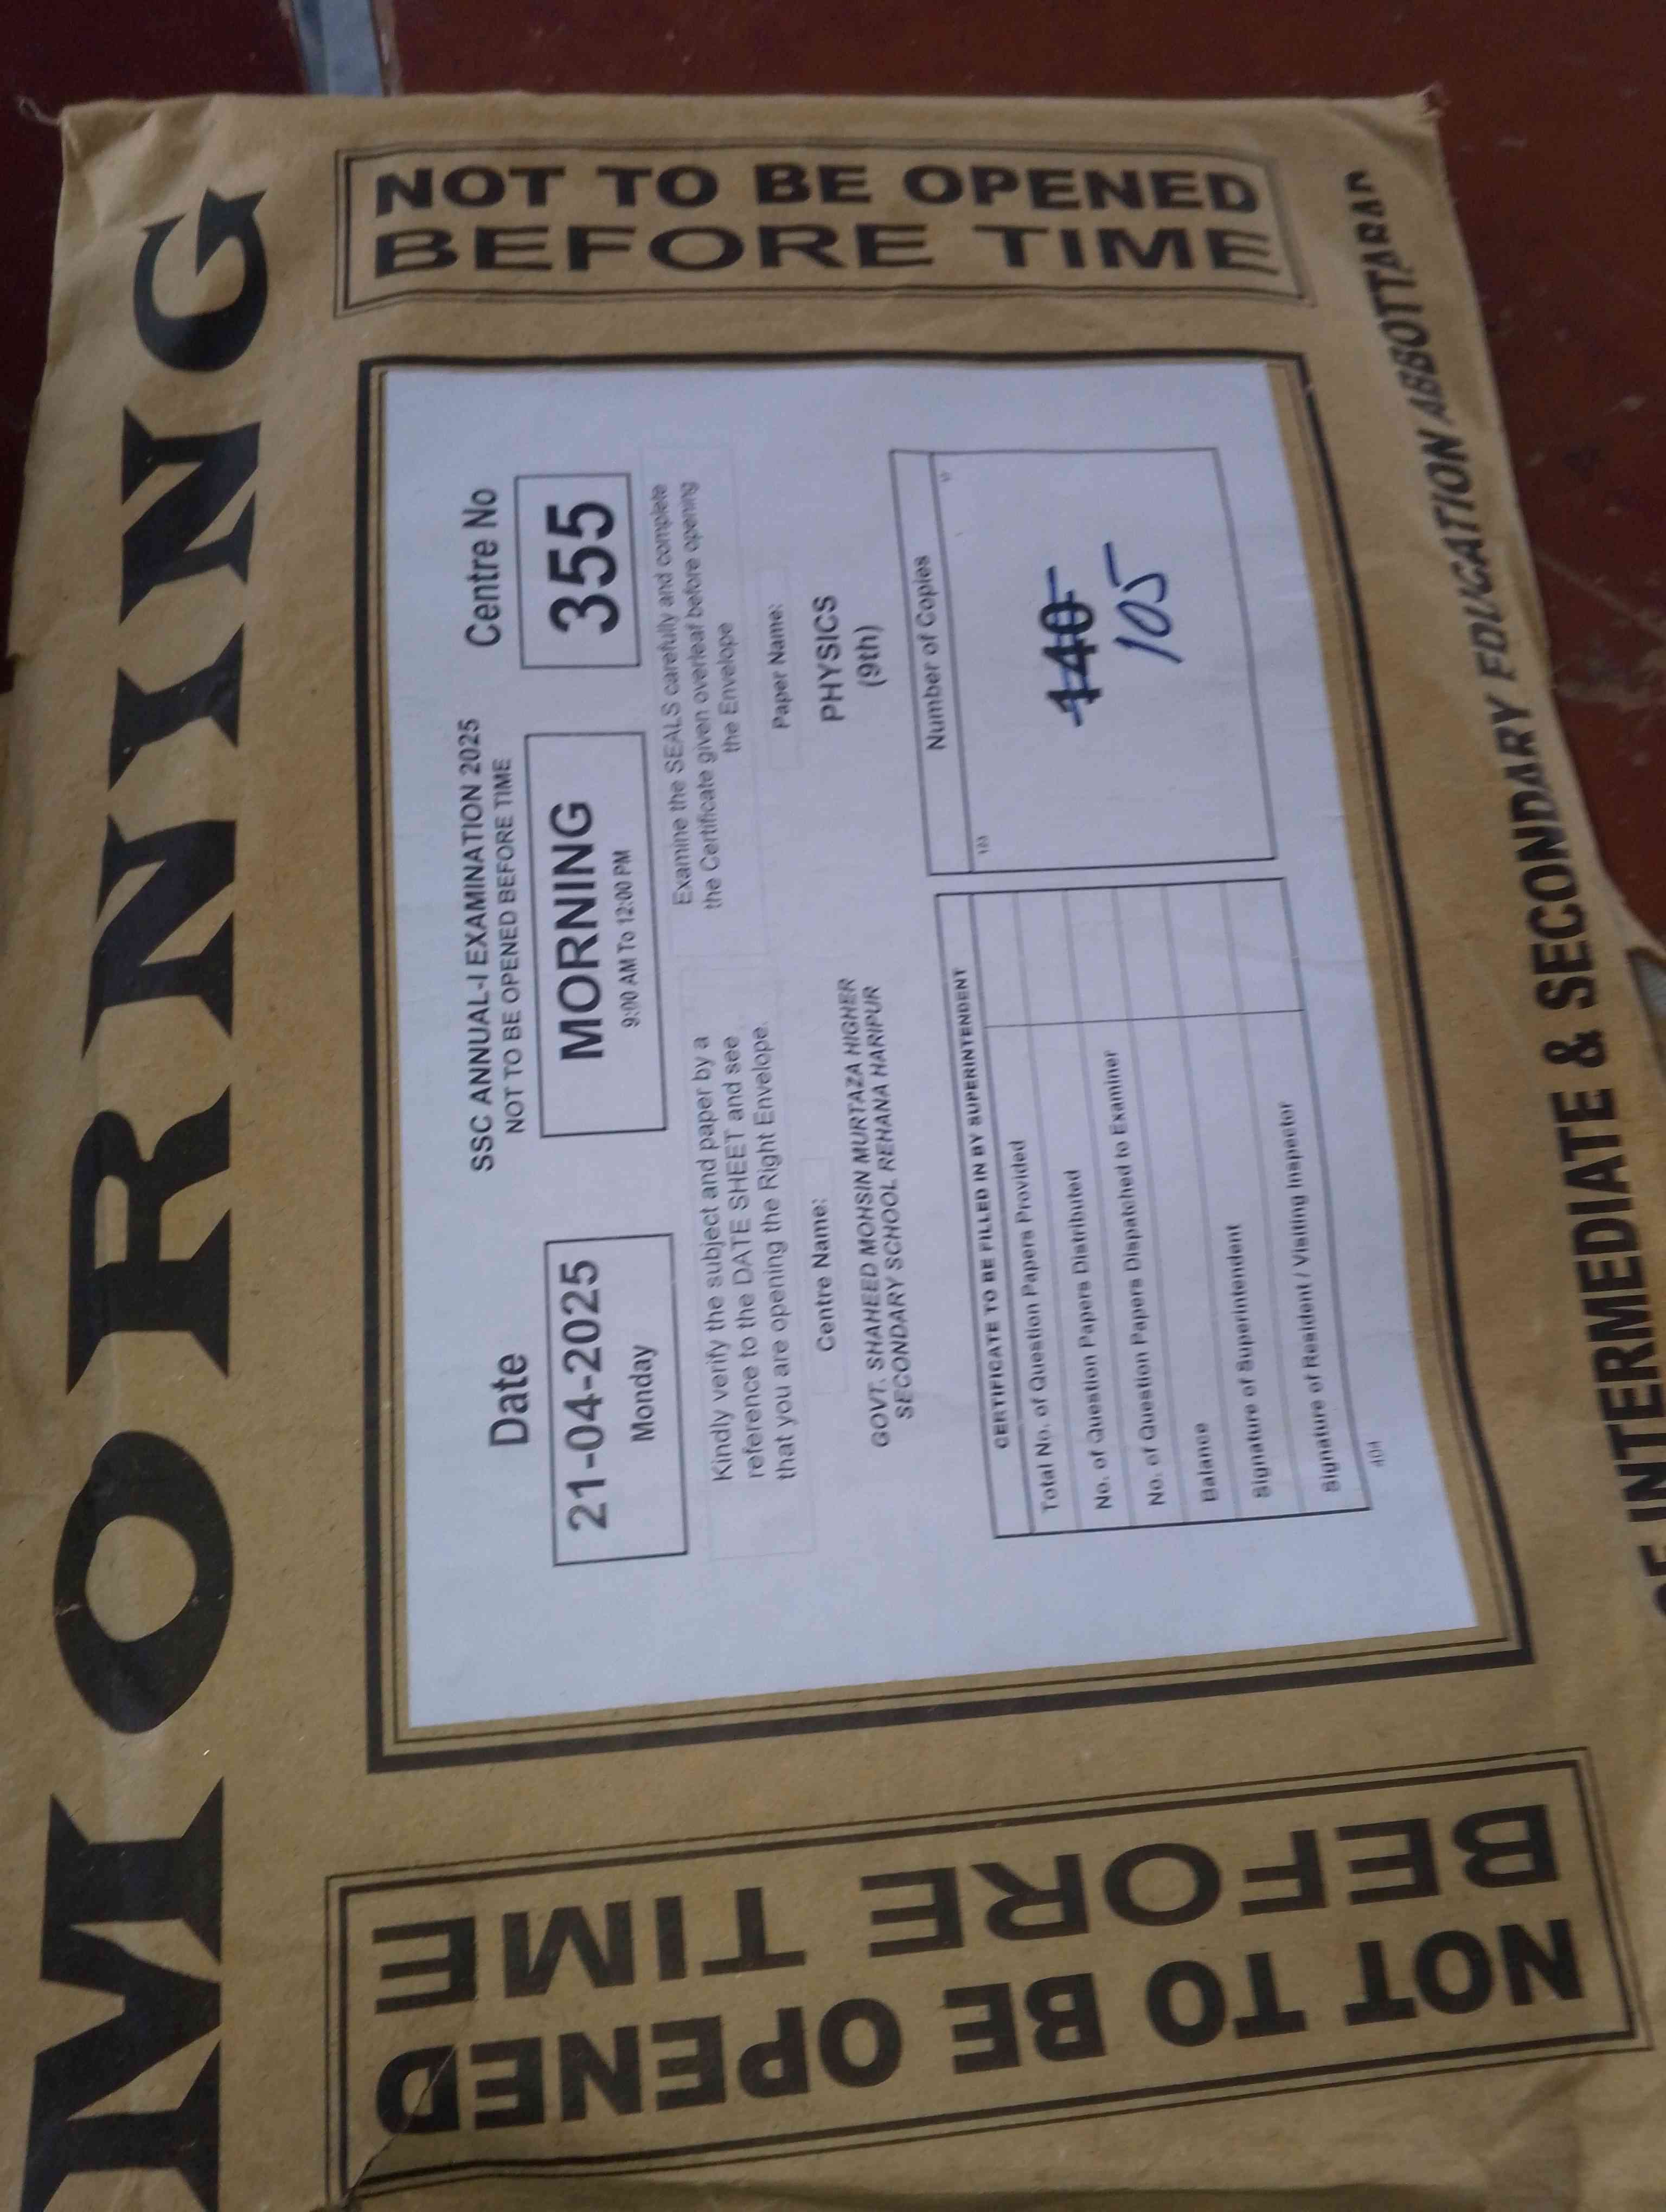 MORNING
NOT TO BE OPENED
BEFORE TIME
NOT TO BE OPENED
BEFORE TIME
SSC ANNUAL-I EXAMINATION 2025
NOT TO BE OPENED BEFORE TIME
Date
21-04-2025
Monday
MORNING
9:00 AM To 12:00 PM
Centre No
355
Kindly verify the subject and paper by a
reference to the DATE SHEET and see
that you are opening the Right Envelope.
Examine the SEALS carefully and complete
the Certificate given overleaf before opening
the Envelope
Centre Name:
GOVT. SHAHEED MOHSIN MURTAZA HIGHER
SECONDARY SCHOOL REHANA HARIPUR
Paper Name:
PHYSICS
(9th)
CERTIFICATE TO BE FILLED IN BY SUPERINTENDENT
Total No. of Question Papers Provided
No. of Question Papers Distributed
No. of Question Papers Dispatched to Examiner
Balance
Signature of Superintendent
Signature of Resident / Visiting Inspector
Number of Copies
140
105
INTERMEDIATE & SECONDARY EDUCATION ABBOTTABAD